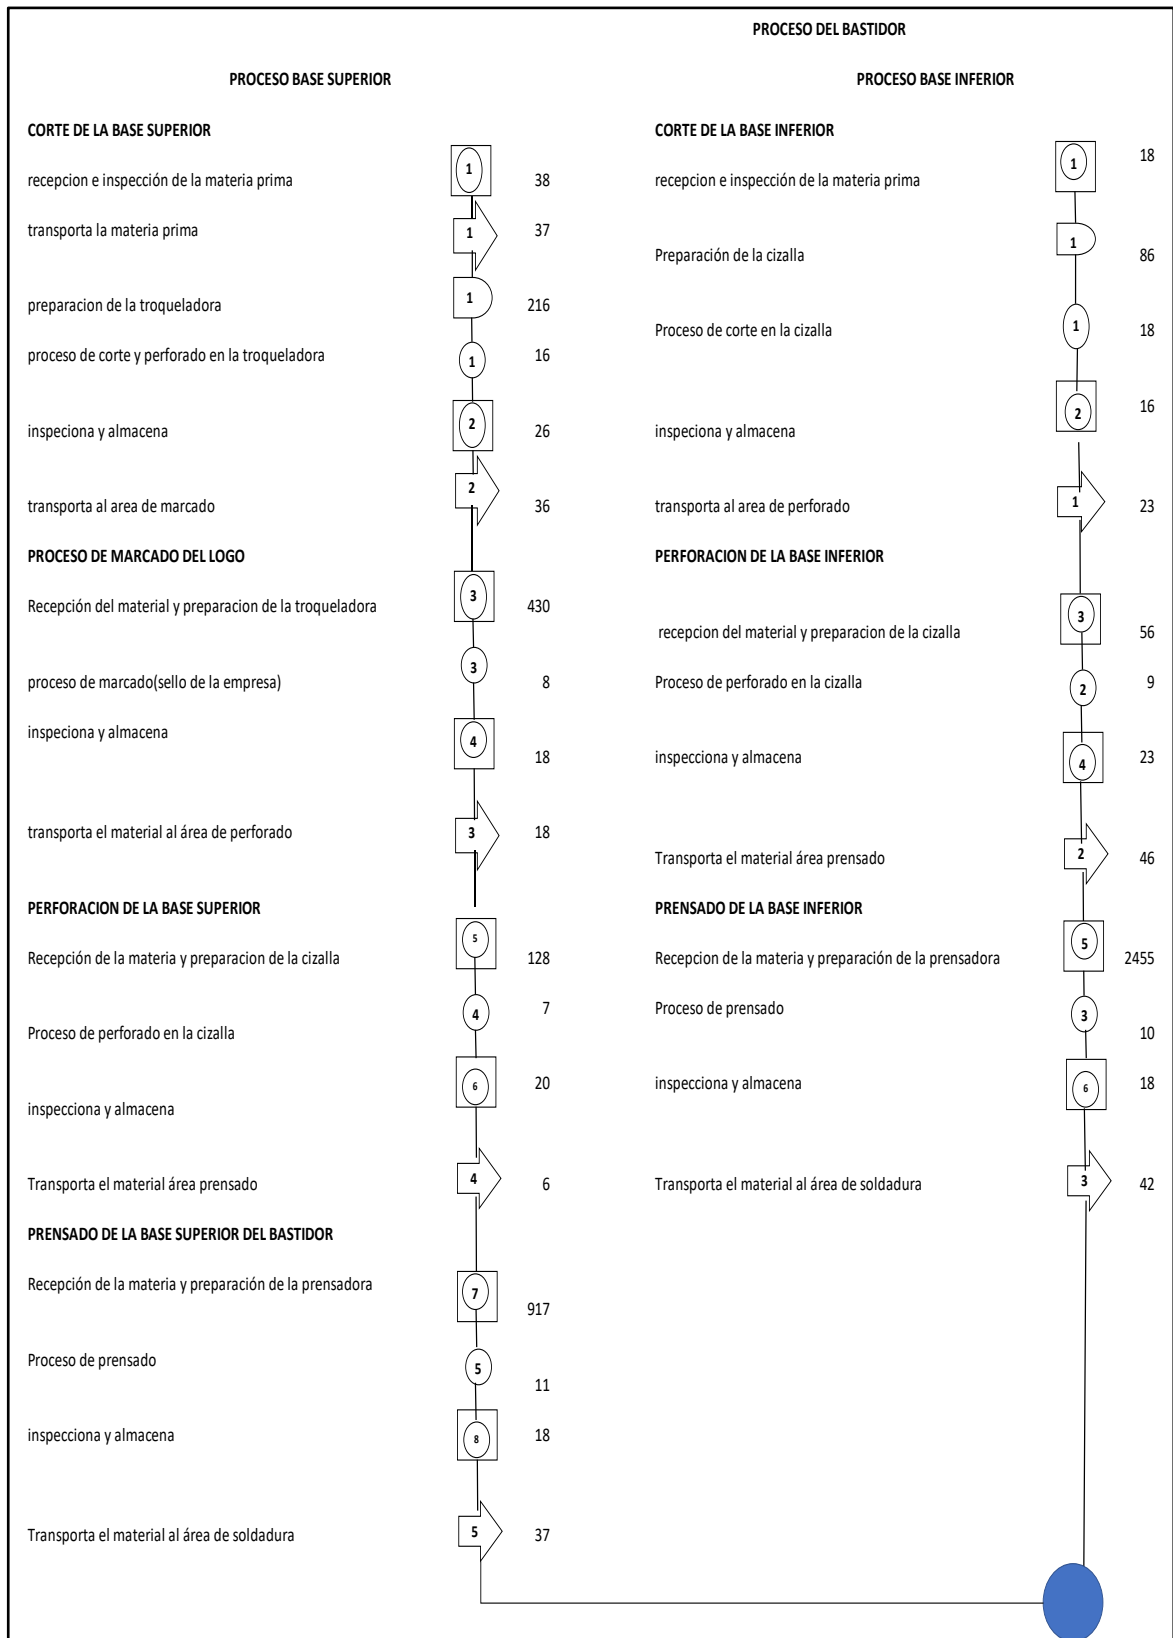 PROCESO DEL BASTIDOR
PROCESO BASE SUPERIOR
CORTE DE LA BASE SUPERIOR
recepcion e inspección de la materia prima 1 38
transporta la materia prima 1 37
preparacion de la troqueladora 1 216
proceso de corte y perforado en la troqueladora 1 16
inspeciona y almacena 2 26
transporta al area de marcado 2 36
PROCESO DE MARCADO DEL LOGO
Recepción del material y preparacion de la troqueladora 3 430
proceso de marcado(sello de la empresa) 3 8
inspeciona y almacena 4 18
transporta el material al área de perforado 3 18
PERFORACION DE LA BASE SUPERIOR
Recepción de la materia y preparacion de la cizalla 5 128
Proceso de perforado en la cizalla 4 7
inspecciona y almacena 6 20
Transporta el material área prensado 4 6
PRENSADO DE LA BASE SUPERIOR DEL BASTIDOR
Recepción de la materia y preparación de la prensadora 7 917
Proceso de prensado 5 11
inspecciona y almacena 8 18
Transporta el material al área de soldadura 5 37
PROCESO BASE INFERIOR
CORTE DE LA BASE INFERIOR
recepcion e inspección de la materia prima 1 18
Preparación de la cizalla 1 86
Proceso de corte en la cizalla 1 18
inspeciona y almacena 2 16
transporta al area de perforado 1 23
PERFORACION DE LA BASE INFERIOR
recepcion del material y preparacion de la cizalla 3 56
Proceso de perforado en la cizalla 2 9
inspecciona y almacena 4 23
Transporta el material área prensado 2 46
PRENSADO DE LA BASE INFERIOR
Recepcion de la materia y preparación de la prensadora 5 2455
Proceso de prensado 3 10
inspecciona y almacena 6 18
Transporta el material al área de soldadura 3 42